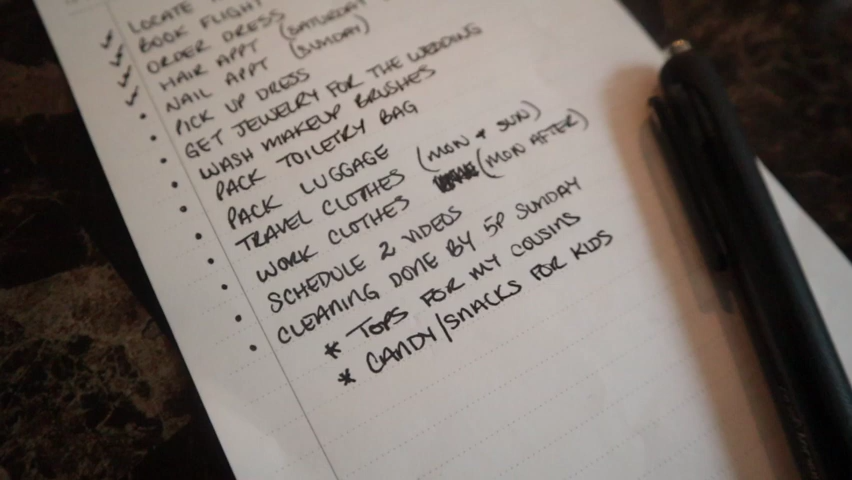 LOCATE
BOOK FLIGHT
ORDER DRESS
HAIR APPT (SATURDAY
NAIL APPT (SUNDAY)
PICK UP DRESS
GET JEWELRY FOR THE WEDDING
WASH MAKEUP BRUSHES
PACK TOILETRY BAG
PACK LUGGAGE
TRAVEL CLOTHES (MON + SUN)
WORK CLOTHES (MON AFTER)
SCHEDULE 2 VIDEOS
CLEANING DONE BY 5P SUNDAY
* TOPS FOR MY COUSINS
* CANDY/SNACKS FOR KIDS